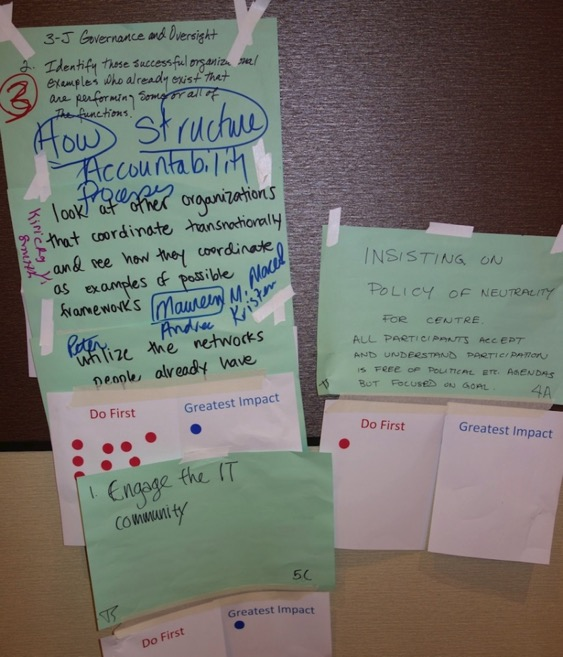 3-J Governance and Oversight
2. Identify those successful organizational
examples who already exist that
are performing some or all of
the functions.
3
How Structure
Accountability
Processes
look at other organizations
that coordinate transnationally
and see how they coordinate
as examples of possible
frameworks Maureen M. Marcel
Andrea Kristen
Peter
utilize the networks
people already have
Do First
Greatest Impact
1. Engage the IT
community
5C
Do First
Greatest Impact
INSISTING ON
POLICY OF NEUTRALITY
FOR CENTRE.
ALL PARTICIPANTS ACCEPT
AND UNDERSTAND PARTICIPATION
IS FREE OF POLITICAL ETC. AGENDAS
BUT FOCUSED ON GOAL.
4A
Do First
Greatest Impact